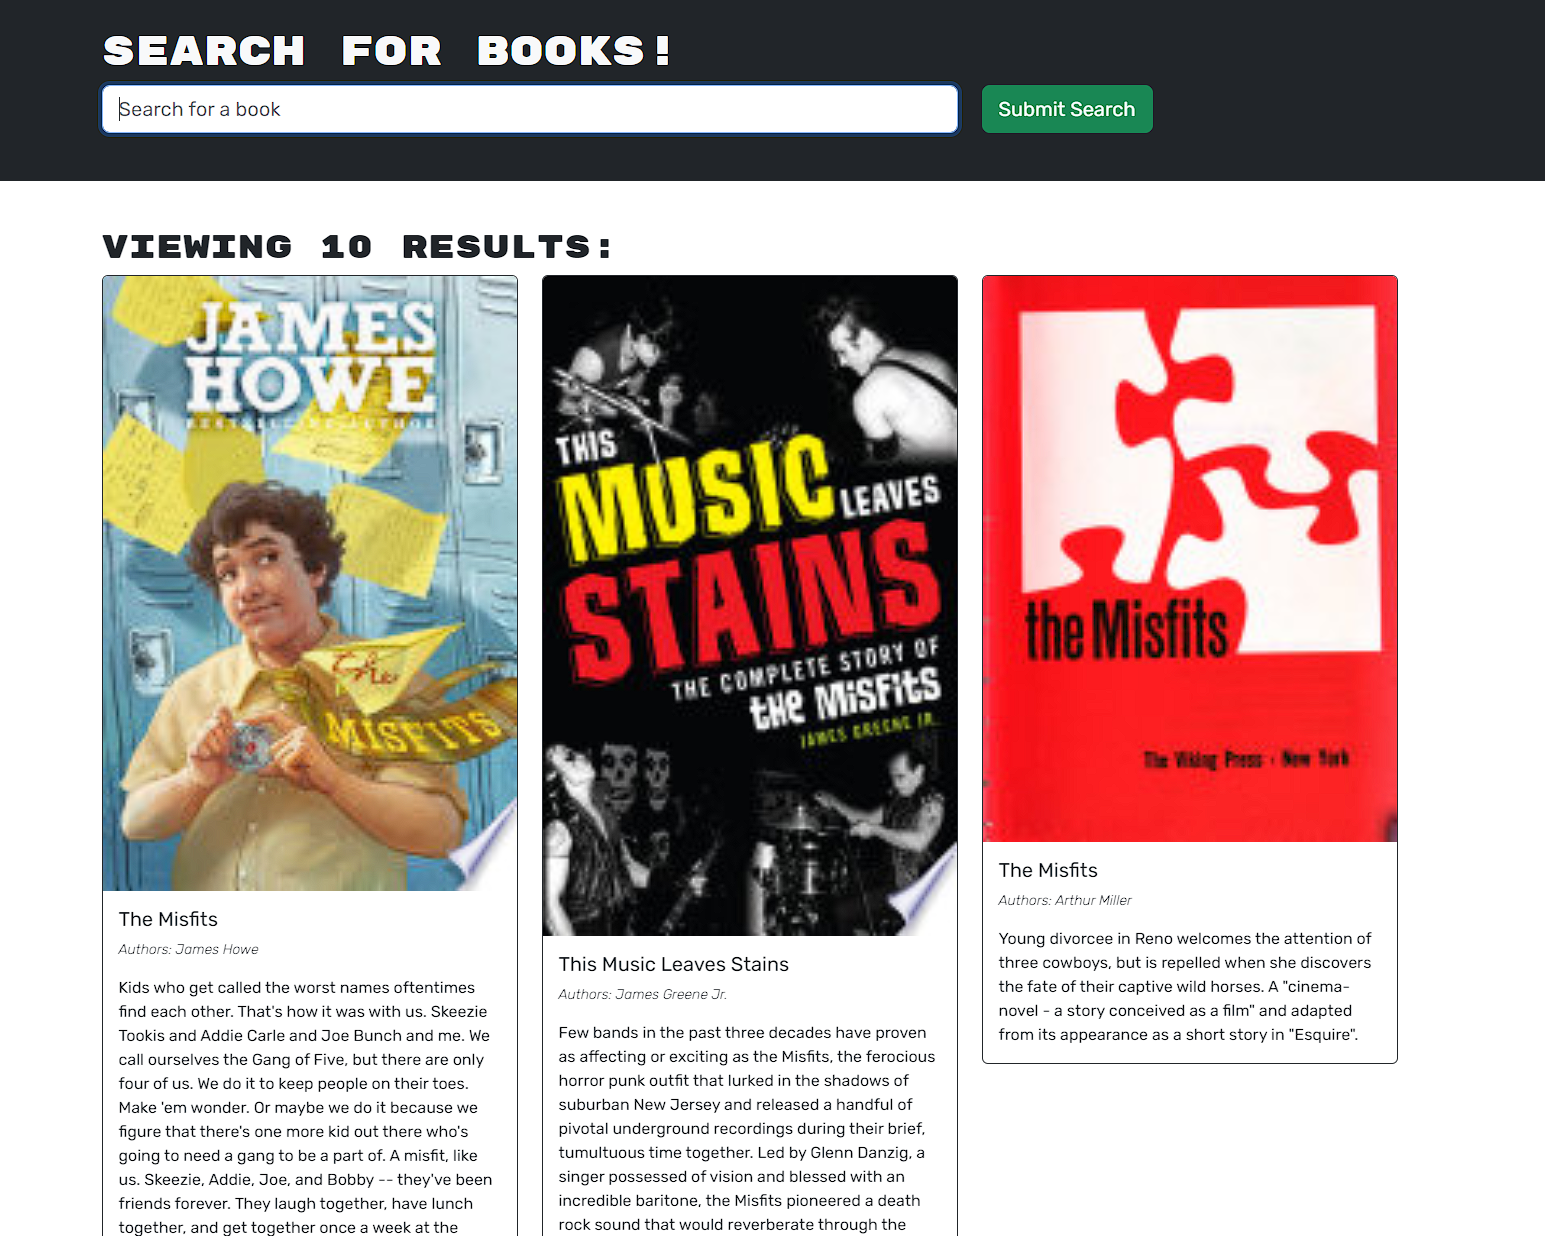 SEARCH FOR BOOKS!
Search for a book
Submit Search
VIEWING 10 RESULTS:
JAMES
HOWE
BESTSELLING AUTHOR
The
MISFITS
The Misfits
Authors: James Howe
Kids who get called the worst names oftentimes
find each other. That's how it was with us. Skeezie
Tookis and Addie Carle and Joe Bunch and me. We
call ourselves the Gang of Five, but there are only
four of us. We do it to keep people on their toes.
Make 'em wonder. Or maybe we do it because we
figure that there's one more kid out there who's
going to need a gang to be a part of. A misfit, like
us. Skeezie, Addie, Joe, and Bobby -- they've been
friends forever. They laugh together, have lunch
together, and get together once a week at the
THIS
MUSIC
LEAVES
STAINS
THE COMPLETE STORY OF
the MISFITS
JAMES GREENE JR.
This Music Leaves Stains
Authors: James Greene Jr.
Few bands in the past three decades have proven
as affecting or exciting as the Misfits, the ferocious
horror punk outfit that lurked in the shadows of
suburban New Jersey and released a handful of
pivotal underground recordings during their brief,
tumultuous time together. Led by Glenn Danzig, a
singer possessed of vision and blessed with an
incredible baritone, the Misfits pioneered a death
rock sound that would reverberate through the
the Misfits
The Viking Press · New York
The Misfits
Authors: Arthur Miller
Young divorcee in Reno welcomes the attention of
three cowboys, but is repelled when she discovers
the fate of their captive wild horses. A "cinema-
novel - a story conceived as a film" and adapted
from its appearance as a short story in "Esquire".